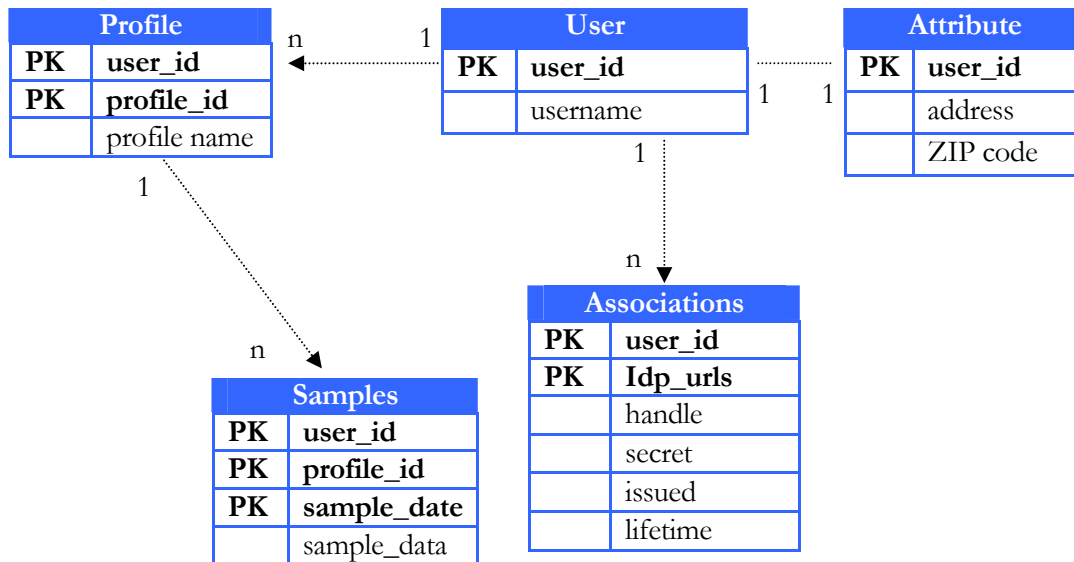 Profile
PK user_id
PK profile_id
profile name
n
1
User
PK user_id
username
1
1
Attribute
PK user_id
address
ZIP code
1
n
1
n
Associations
PK user_id
PK Idp_urls
handle
secret
issued
lifetime
Samples
PK user_id
PK profile_id
PK sample_date
sample_data